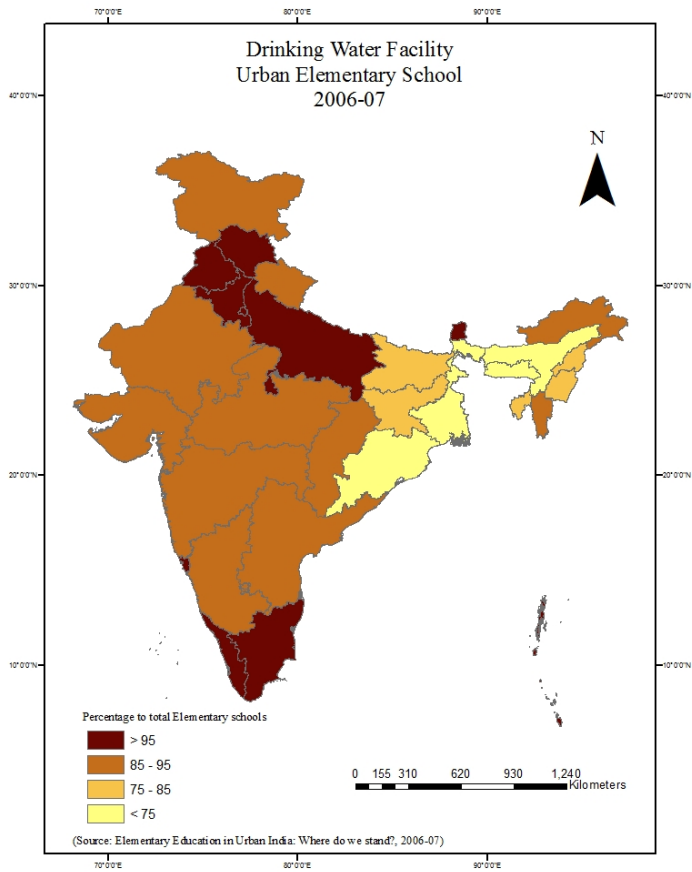 70°0'0"E 80°0'0"E 90°0'0"E
Drinking Water Facility
Urban Elementary School
2006-07
40°0'0"N 40°0'0"N
N
30°0'0"N 30°0'0"N
20°0'0"N 20°0'0"N
10°0'0"N 10°0'0"N
Percentage to total Elementary schools
> 95
85 - 95
75 - 85
< 75
0 155 310 620 930 1,240
Kilometers
(Source: Elementary Education in Urban India: Where do we stand?, 2006-07)
70°0'0"E 80°0'0"E 90°0'0"E